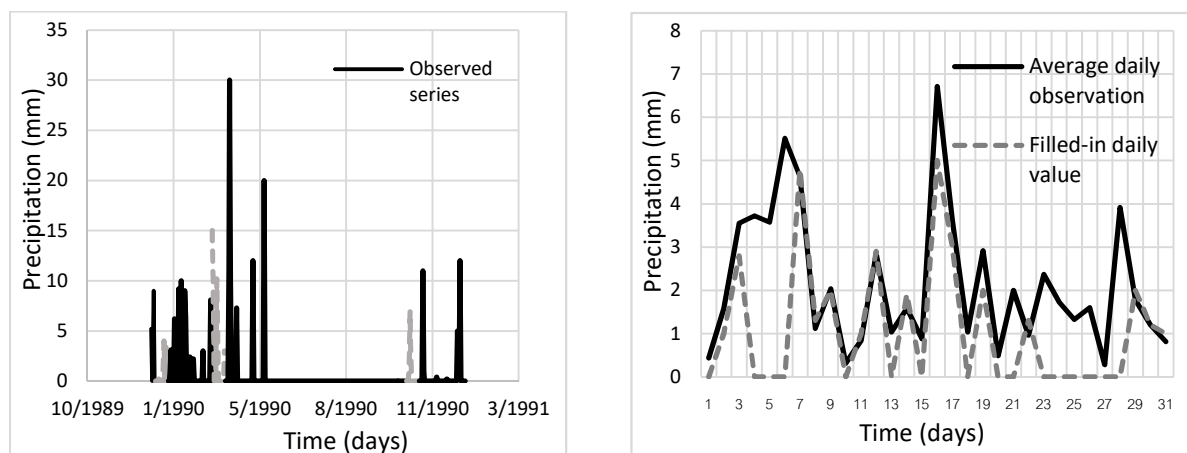 35
30
25
20
15
10
5
0
Precipitation (mm)
Observed
series
10/1989 1/1990 5/1990 8/1990 11/1990 3/1991
Time (days)
8
7
6
5
4
3
2
1
0
Precipitation (mm)
Average daily
observation
Filled-in daily
value
1 3 5 7 9 11 13 15 17 19 21 23 25 27 29 31
Time (days)